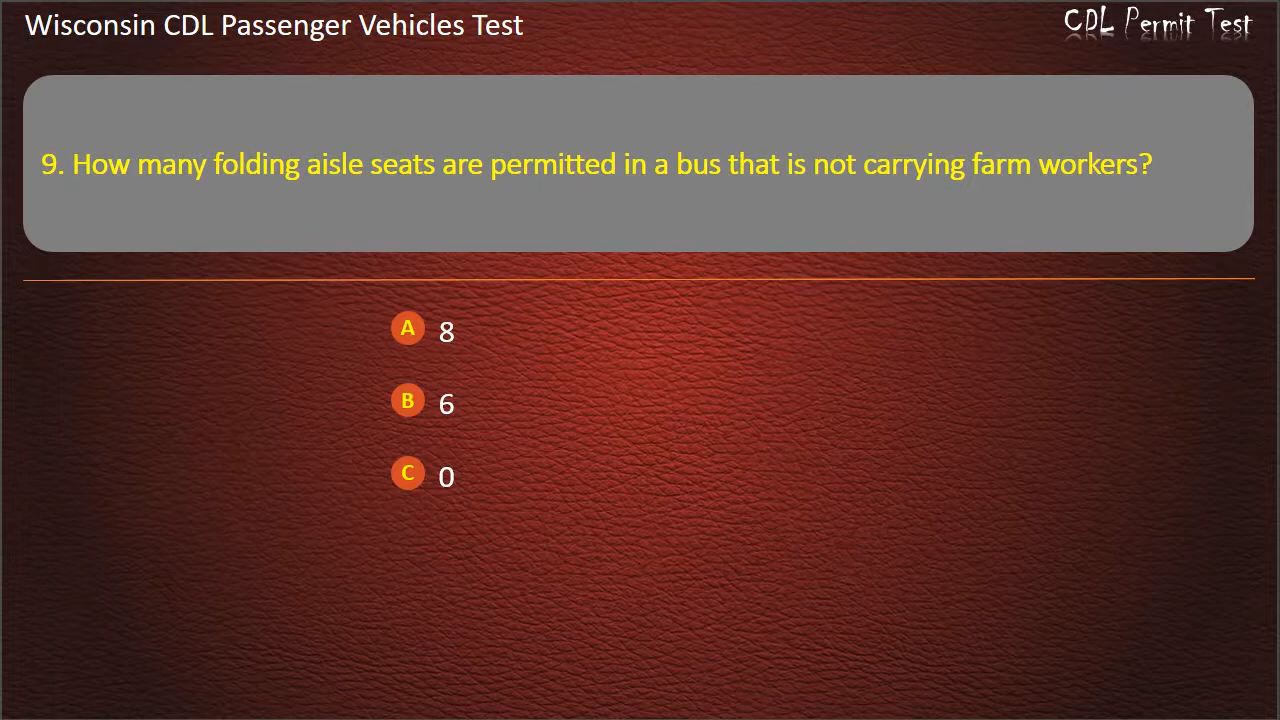 Wisconsin CDL Passenger Vehicles Test
CDL Permit Test
9. How many folding aisle seats are permitted in a bus that is not carrying farm workers?
A 8
B 6
C 0